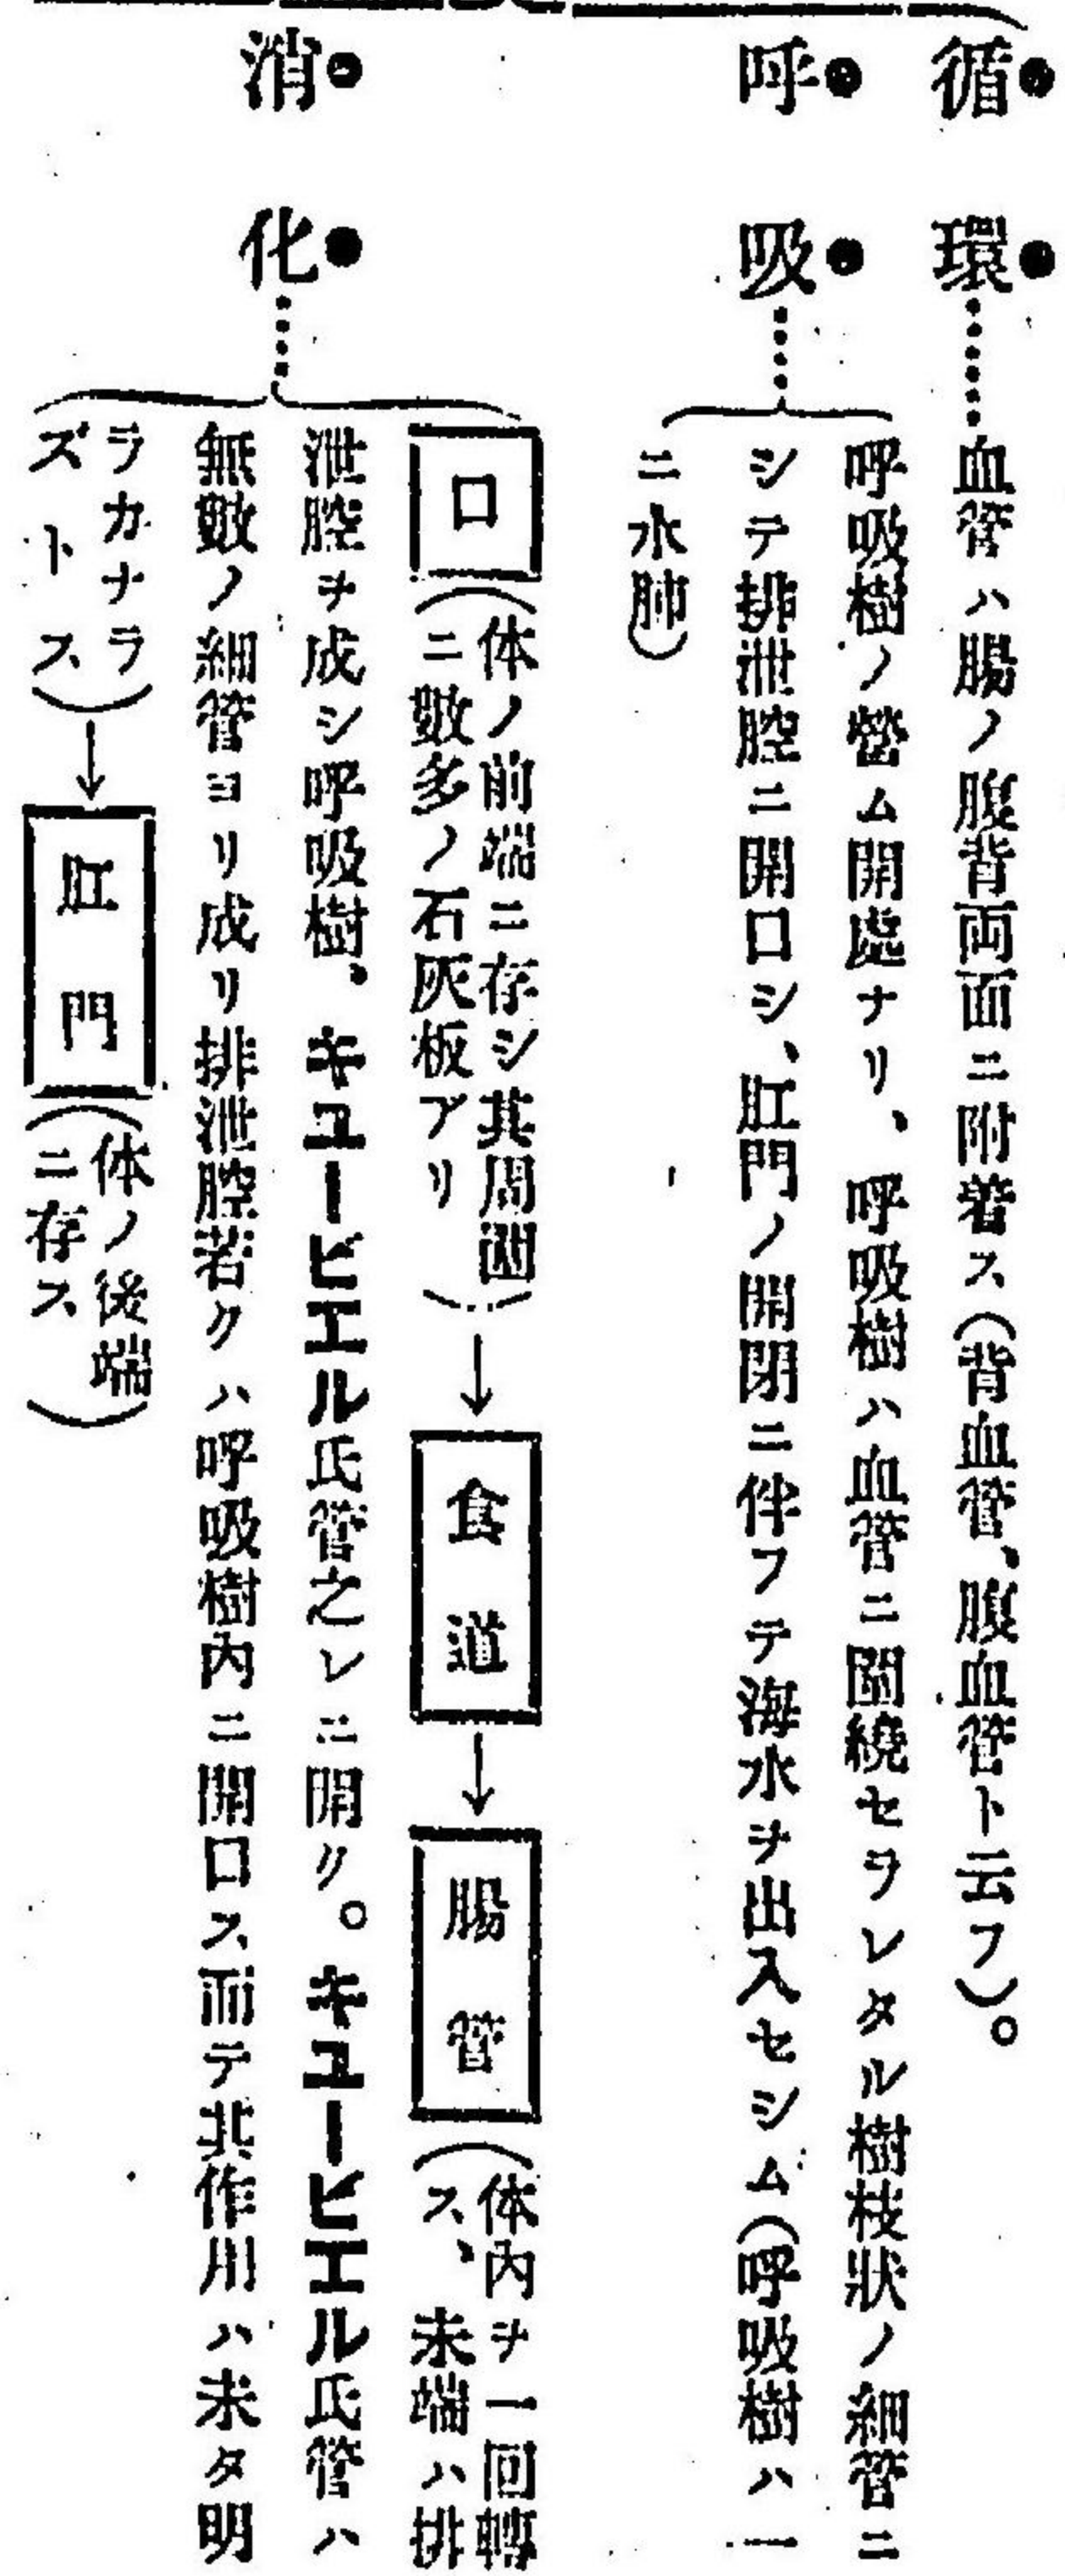 循環……血管ハ腸ノ腹背両面ニ附着ス(背血管、腹血管ト云フ)。
呼吸……
呼吸樹ノ營ム開處ナリ、呼吸樹ハ血管ニ圍繞セヲレタル樹枝狀ノ細管ニ
シテ排泄腔ニ開口シ、肛門ノ開閉ニ伴フテ海水ヲ出入セシム(呼吸樹ハ一
ニ水肺)
消化……
口(体ノ前端ニ存シ其周圍
ニ數多ノ石灰板アリ)→食道→腸管(体内ヲ一回轉
ス、末端ハ排
泄腔ヲ成シ呼吸樹、キユービエル氏管之レニ開ク。キユービエル氏管ハ
無數ノ細管ヨリ成リ排泄腔若クハ呼吸樹内ニ開口ス而テ其作用ハ未タ明
ラカナラ
ズトス)→肛門(体ノ後端
ニ存ス)